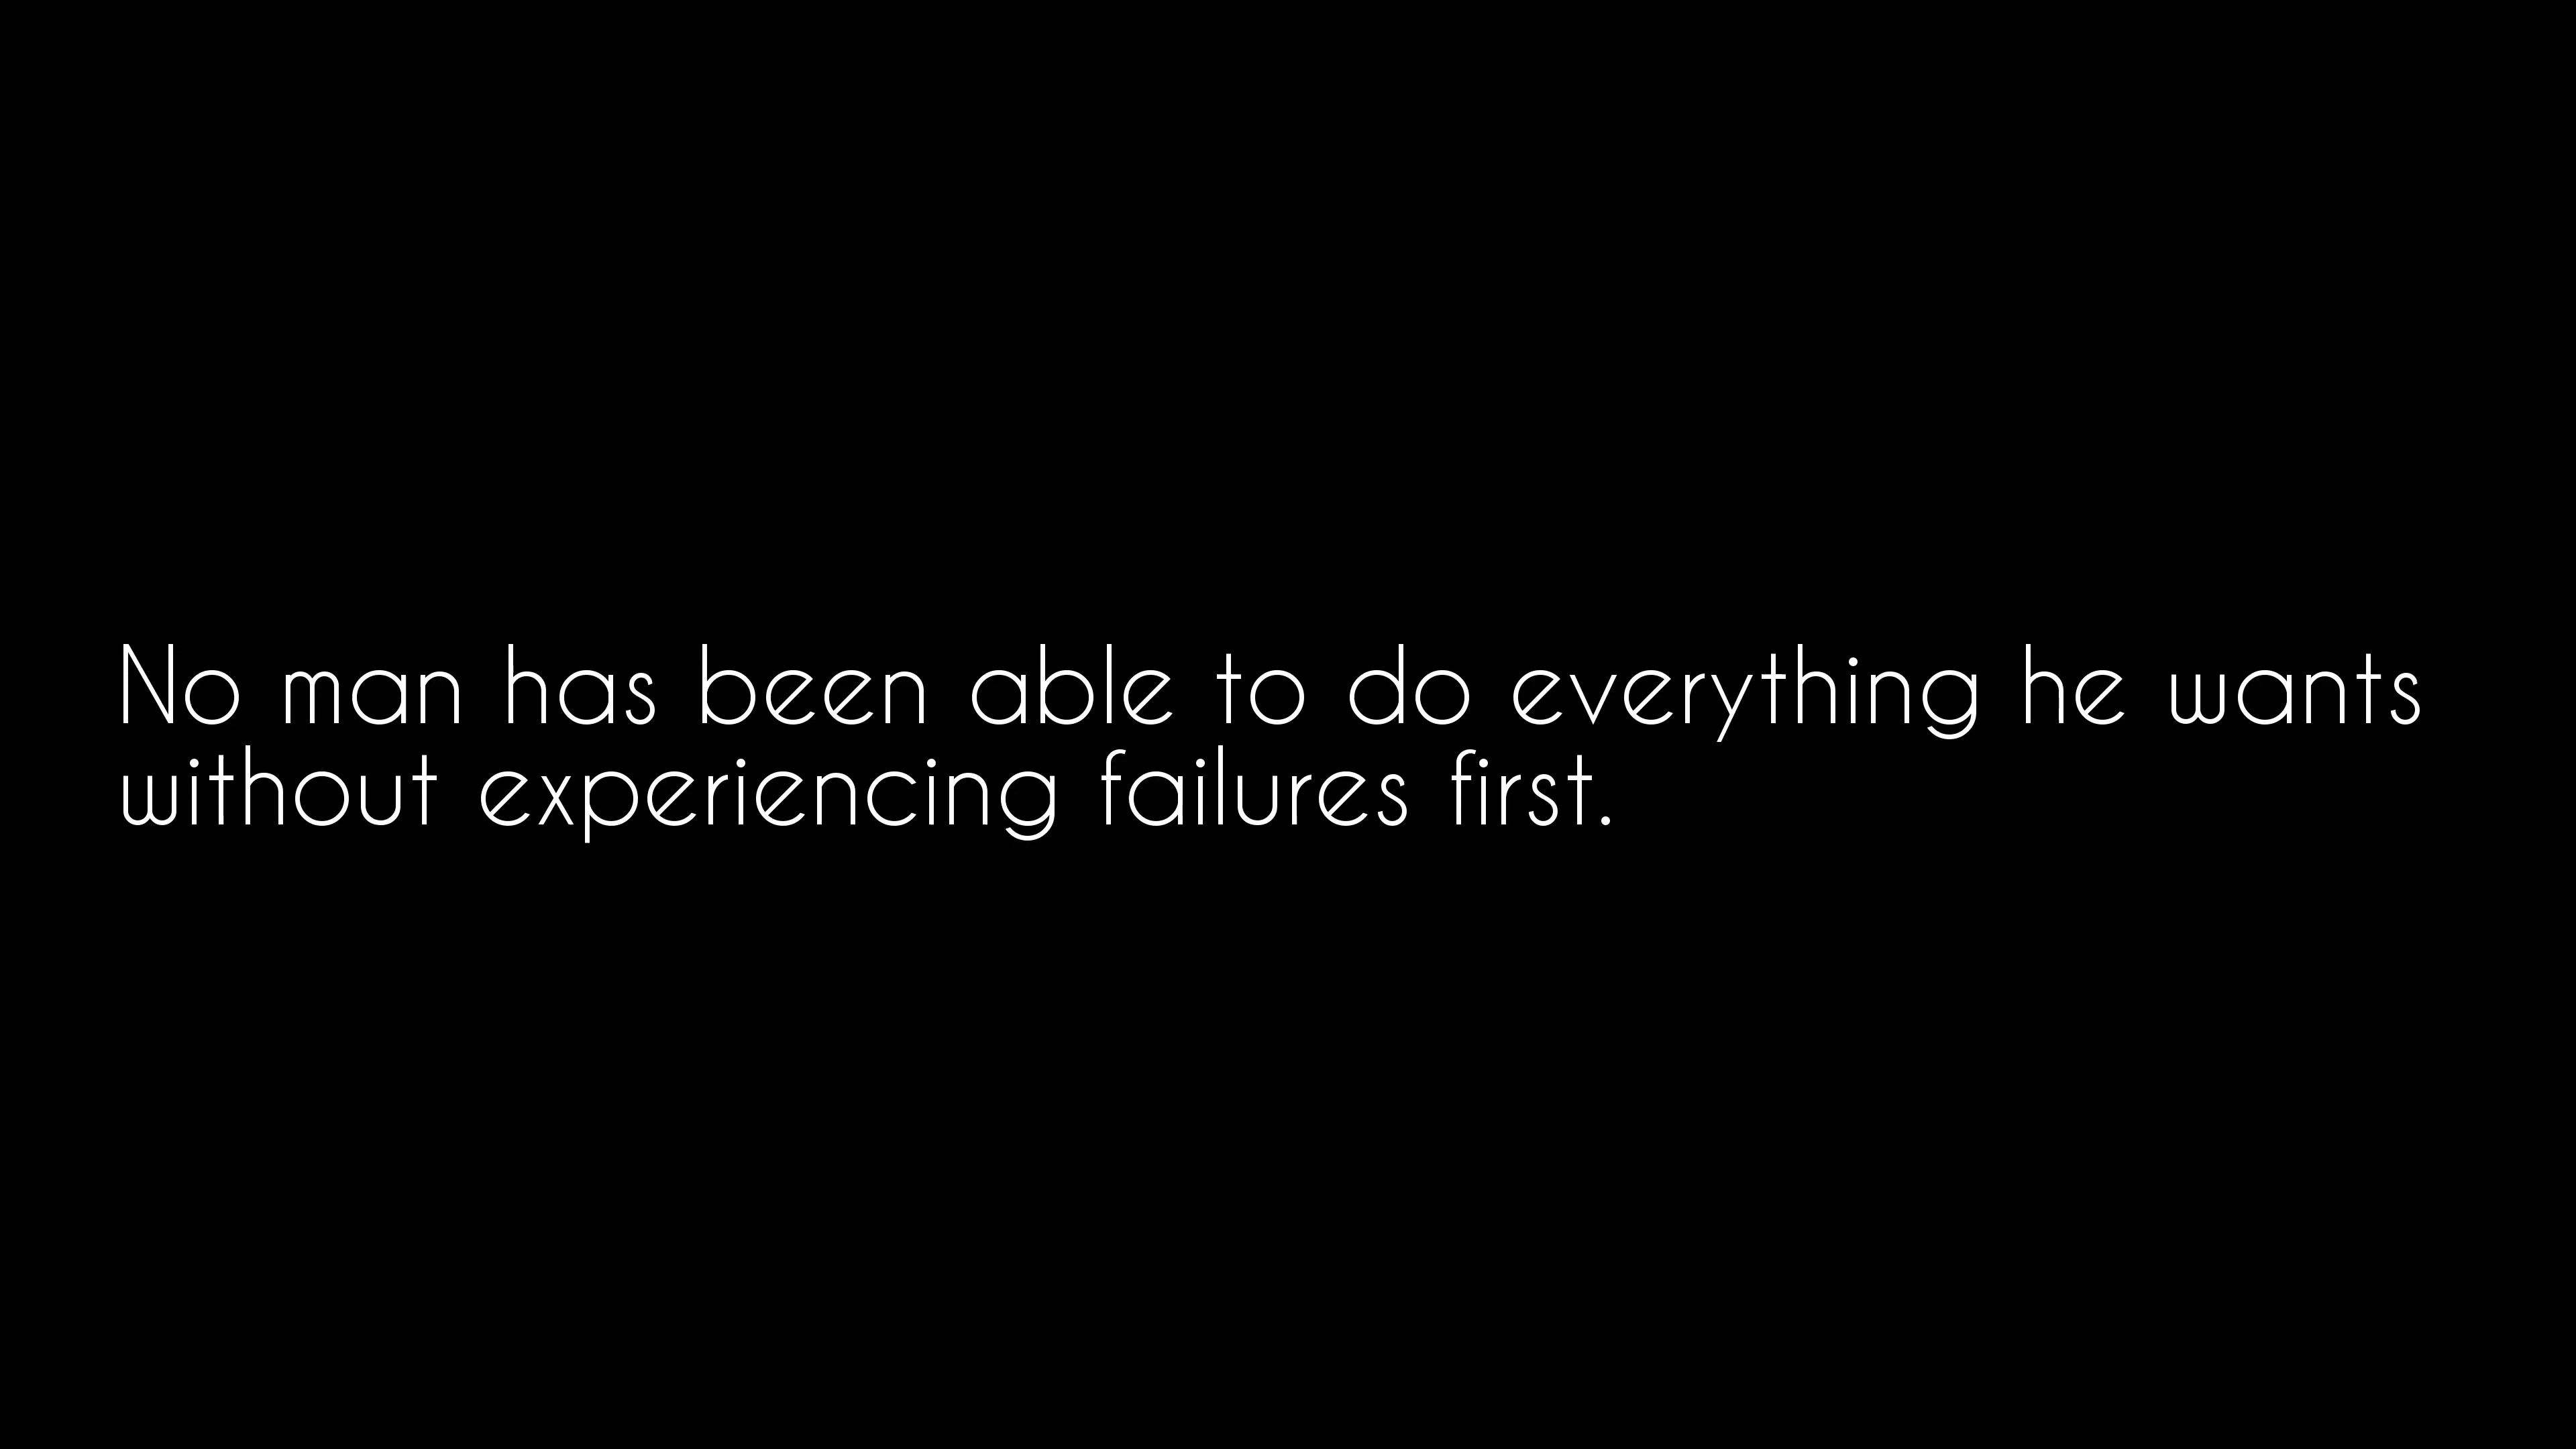 No man has been able to do everything he wants
without experiencing failures first.